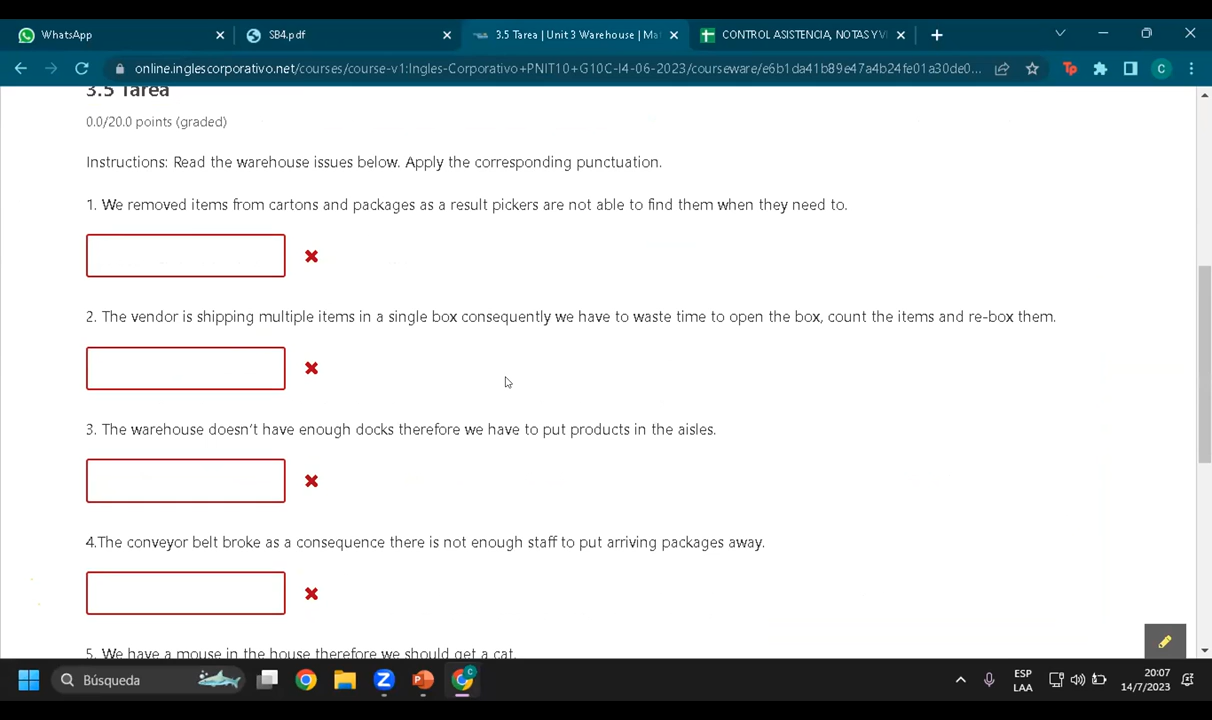 WhatsApp
SB4.pdf
3.5 Tarea | Unit 3 Warehouse | Ma
CONTROL ASISTENCIA, NOTAS Y VI
online.inglescorporativo.net/courses/course-v1:Ingles-Corporativo+PNIT10+G10C-I4-06-2023/courseware/e6b1da41b89e47a4b24fe01a30de0...
Tp
C
3.5 Tarea
0.0/20.0 points (graded)
Instructions: Read the warehouse issues below. Apply the corresponding punctuation.
1. We removed items from cartons and packages as a result pickers are not able to find them when they need to.
2. The vendor is shipping multiple items in a single box consequently we have to waste time to open the box, count the items and re-box them.
3. The warehouse doesn't have enough docks therefore we have to put products in the aisles.
4.The conveyor belt broke as a consequence there is not enough staff to put arriving packages away.
5. We have a mouse in the house therefore we should get a cat.
Búsqueda
ESP
LAA
20:07
14/7/2023